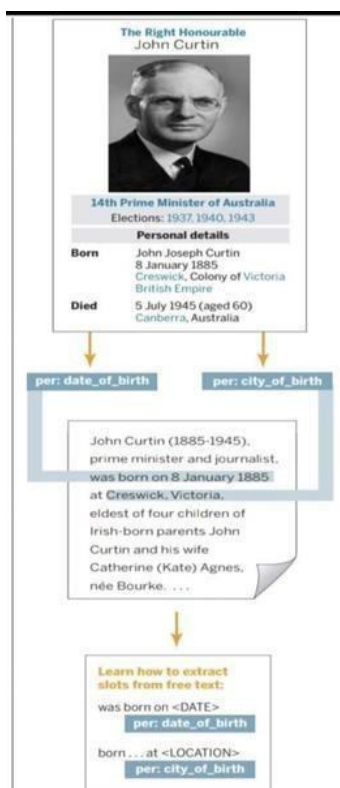 The Right Honourable
John Curtin
14th Prime Minister of Australia
Elections: 1937, 1940, 1943
Personal details
Born John Joseph Curtin
8 January 1885
Creswick, Colony of Victoria
British Empire
Died 5 July 1945 (aged 60)
Canberra, Australia
per: date_of_birth per: city_of_birth
John Curtin (1885-1945),
prime minister and journalist,
was born on 8 January 1885
at Creswick, Victoria,
eldest of four children of
Irish-born parents John
Curtin and his wife
Catherine (Kate) Agnes,
née Bourke. . . .
Learn how to extract
slots from free text:
was born on <DATE>
per: date_of_birth
born . . . at <LOCATION>
per: city_of_birth